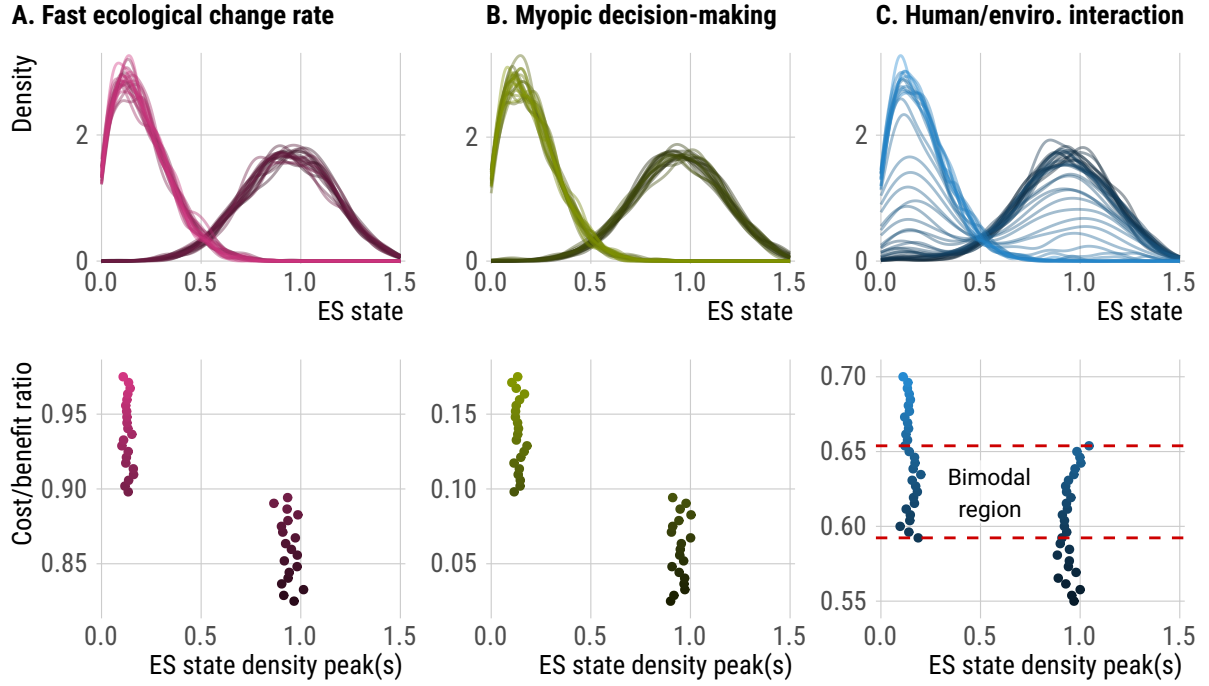 A. Fast ecological change rate
B. Myopic decision-making
C. Human/enviro. interaction
Density
2
0
0.0 0.5 1.0 1.5
ES state
2
0
0.0 0.5 1.0 1.5
ES state
2
0
0.0 0.5 1.0 1.5
ES state
Cost/benefit ratio
0.95
0.90
0.85
0.0 0.5 1.0 1.5
ES state density peak(s)
0.15
0.10
0.05
0.0 0.5 1.0 1.5
ES state density peak(s)
0.70
0.65
0.60
0.55
Bimodal
region
0.0 0.5 1.0 1.5
ES state density peak(s)